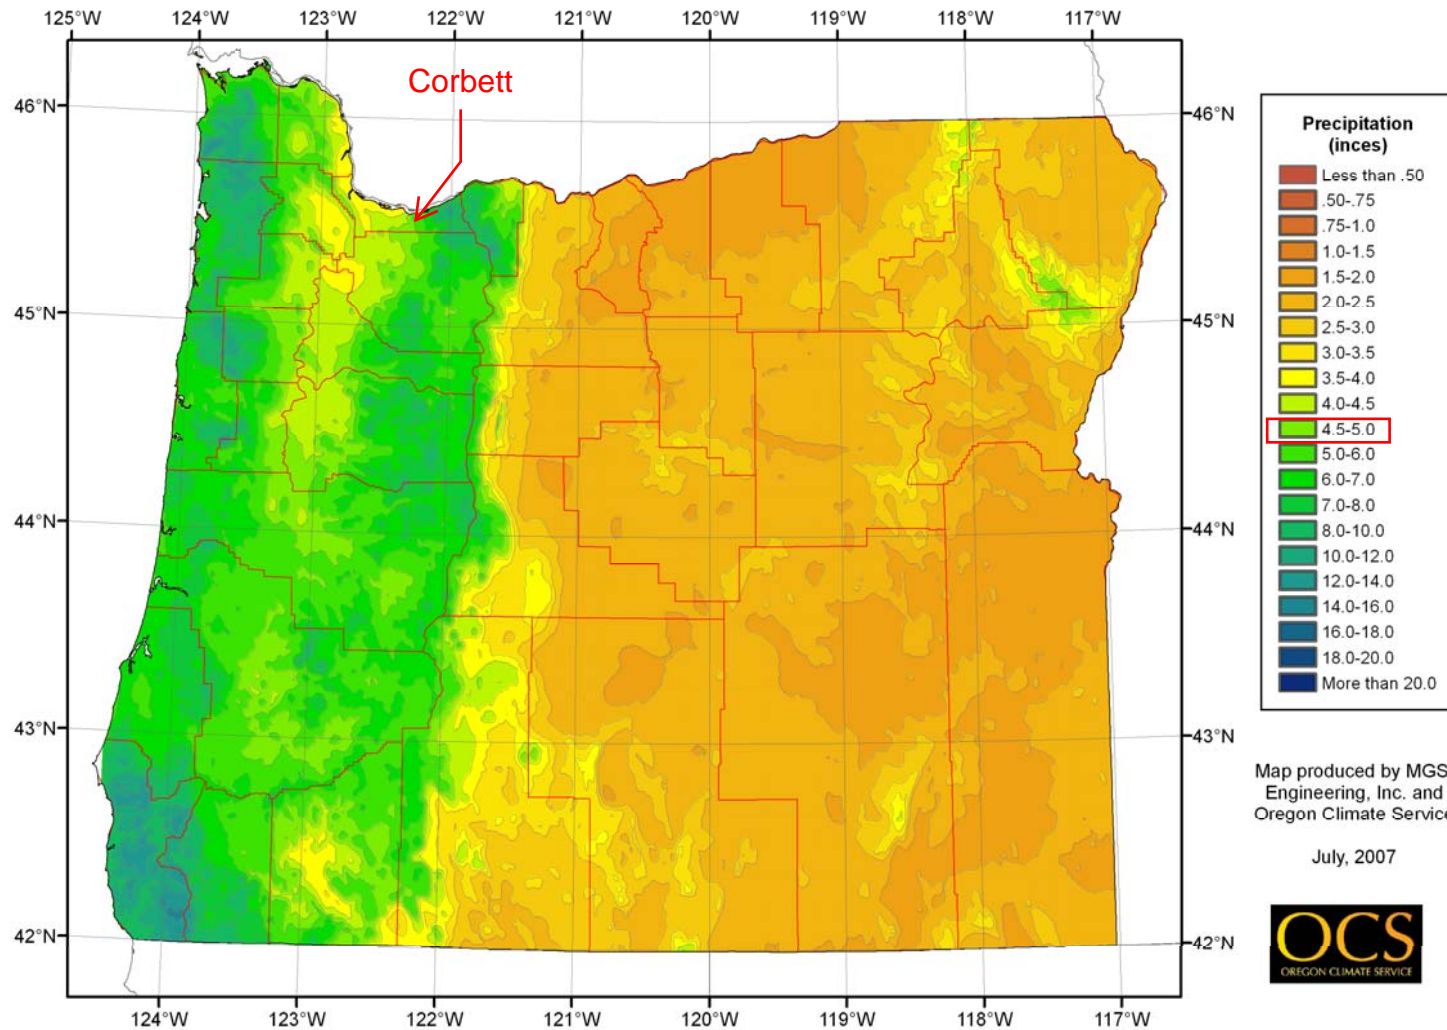 125°W 124°W 123°W 122°W 121°W 120°W 119°W 118°W 117°W
Corbett
46°N
46°N
45°N
45°N
44°N
44°N
43°N
43°N
42°N
42°N
124°W 123°W 122°W 121°W 120°W 119°W 118°W 117°W
Precipitation
(inces)
Less than .50
.50-.75
.75-1.0
1.0-1.5
1.5-2.0
2.0-2.5
2.5-3.0
3.0-3.5
3.5-4.0
4.0-4.5
4.5-5.0
5.0-6.0
6.0-7.0
7.0-8.0
8.0-10.0
10.0-12.0
12.0-14.0
14.0-16.0
16.0-18.0
18.0-20.0
More than 20.0
Map produced by MGS
Engineering, Inc. and
Oregon Climate Service
July, 2007
OCS
OREGON CLIMATE SERVICE